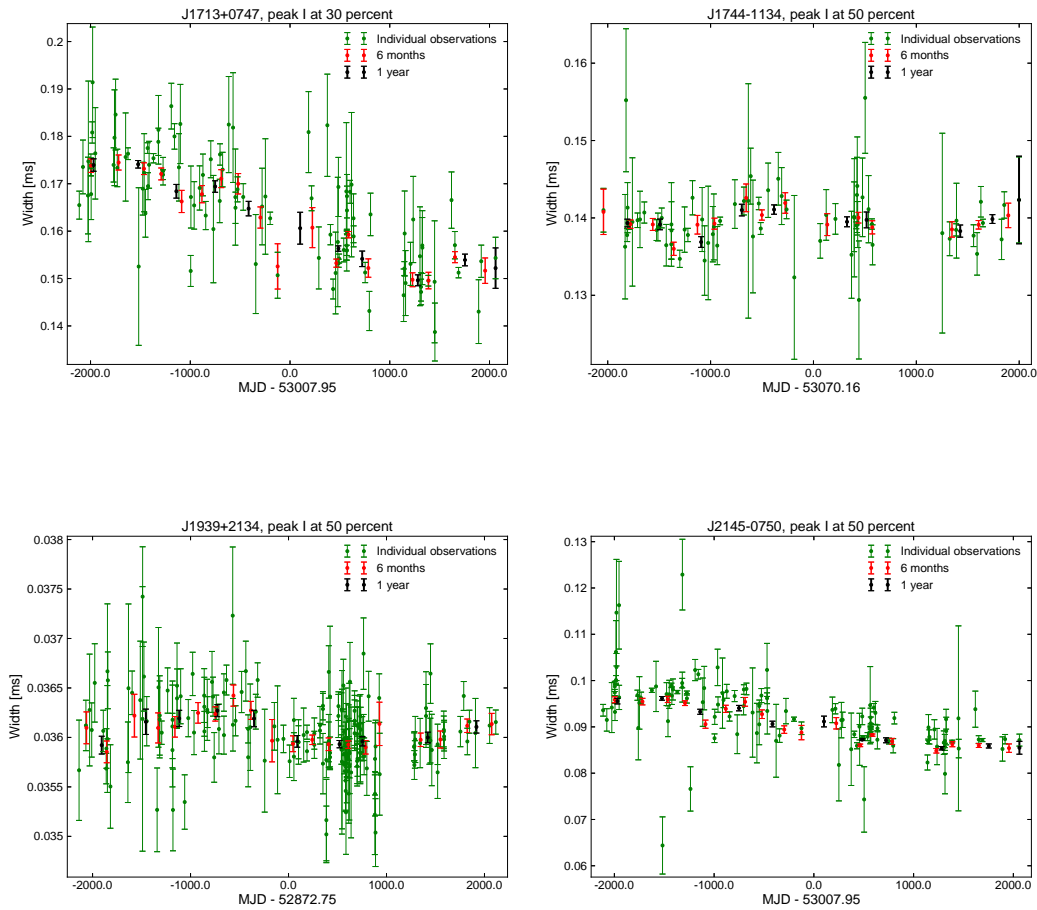 J1713+0747, peak I at 30 percent
Individual observations
6 months
1 year
Width [ms]
0.2
0.19
0.18
0.17
0.16
0.15
0.14
-2000.0 -1000.0 0.0 1000.0 2000.0
MJD - 53007.95
J1744-1134, peak I at 50 percent
Individual observations
6 months
1 year
Width [ms]
0.16
0.15
0.14
0.13
-2000.0 -1000.0 0.0 1000.0 2000.0
MJD - 53070.16
J1939+2134, peak I at 50 percent
Individual observations
6 months
1 year
Width [ms]
0.038
0.0375
0.037
0.0365
0.036
0.0355
0.035
-2000.0 -1000.0 0.0 1000.0 2000.0
MJD - 52872.75
J2145-0750, peak I at 50 percent
Individual observations
6 months
1 year
Width [ms]
0.13
0.12
0.11
0.1
0.09
0.08
0.07
0.06
-2000.0 -1000.0 0.0 1000.0 2000.0
MJD - 53007.95